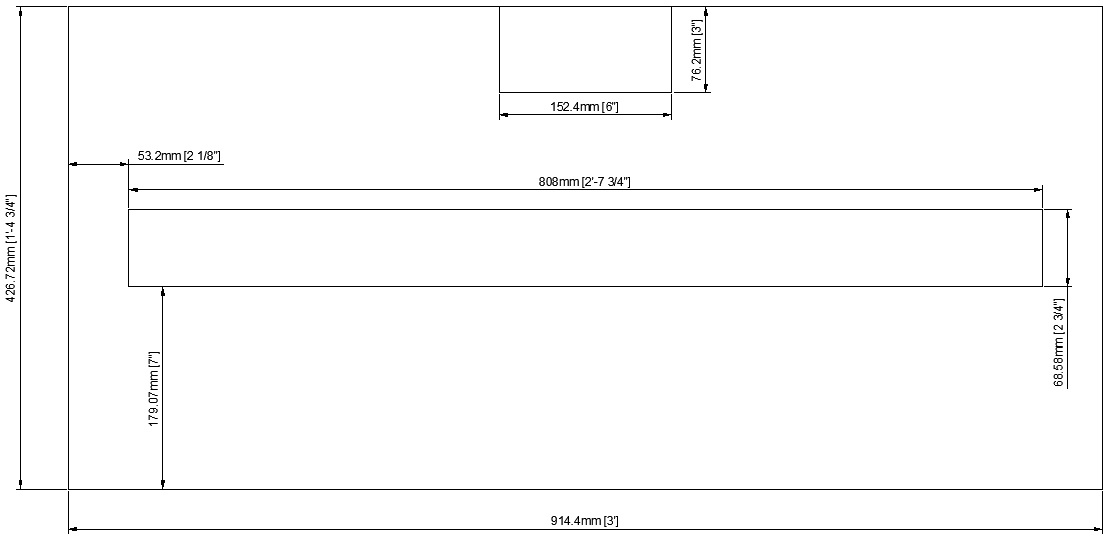 76.2mm [3"]
152.4mm [6"]
53.2mm [2 1/8"]
808mm [2'-7 3/4"]
426.72mm [1'-4 3/4"]
68.58mm [2 3/4"]
179.07mm [7"]
914.4mm [3']